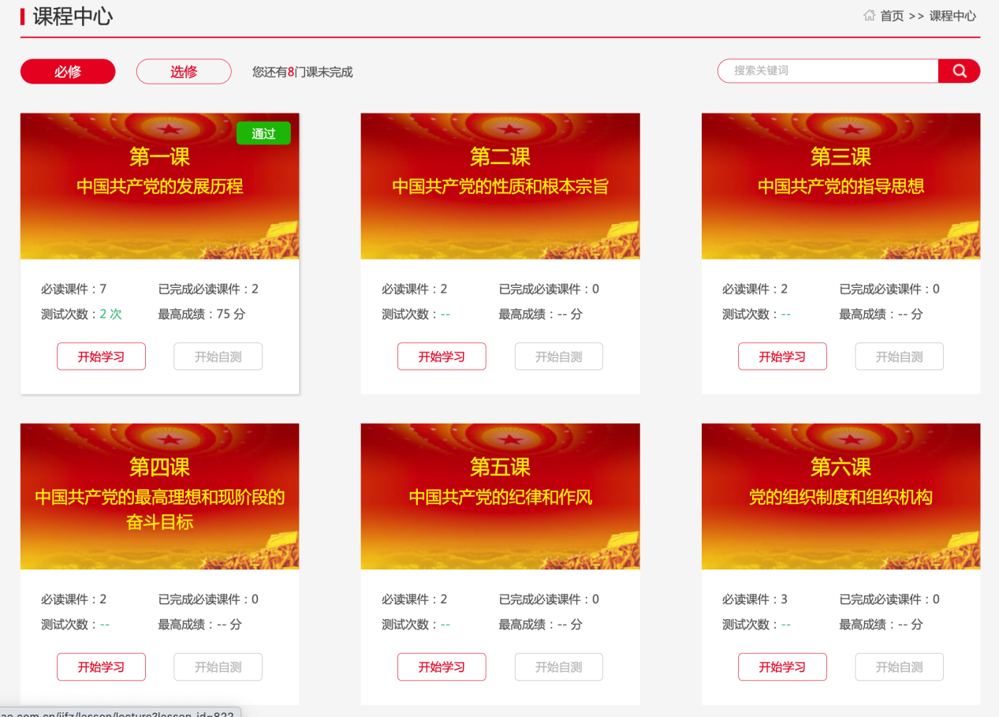 课程中心
首页 >> 课程中心
必修 选修 您还有8门课未完成 搜索关键词
通过
第一课 第二课 第三课
中国共产党的发展历程 中国共产党的性质和根本宗旨 中国共产党的指导思想
必读课件：7 已完成必读课件：2 必读课件：2 已完成必读课件：0 必读课件：2 已完成必读课件：0
测试次数：2 次 最高成绩：75 分 测试次数：-- 最高成绩：-- 分 测试次数：-- 最高成绩：-- 分
开始学习 开始自测 开始学习 开始自测 开始学习 开始自测
第四课 第五课 第六课
中国共产党的最高理想和现阶段的 中国共产党的纪律和作风 党的组织制度和组织机构
奋斗目标
必读课件：2 已完成必读课件：0 必读课件：2 已完成必读课件：0 必读课件：3 已完成必读课件：0
测试次数：-- 最高成绩：-- 分 测试次数：-- 最高成绩：-- 分 测试次数：-- 最高成绩：-- 分
开始学习 开始自测 开始学习 开始自测 开始学习 开始自测